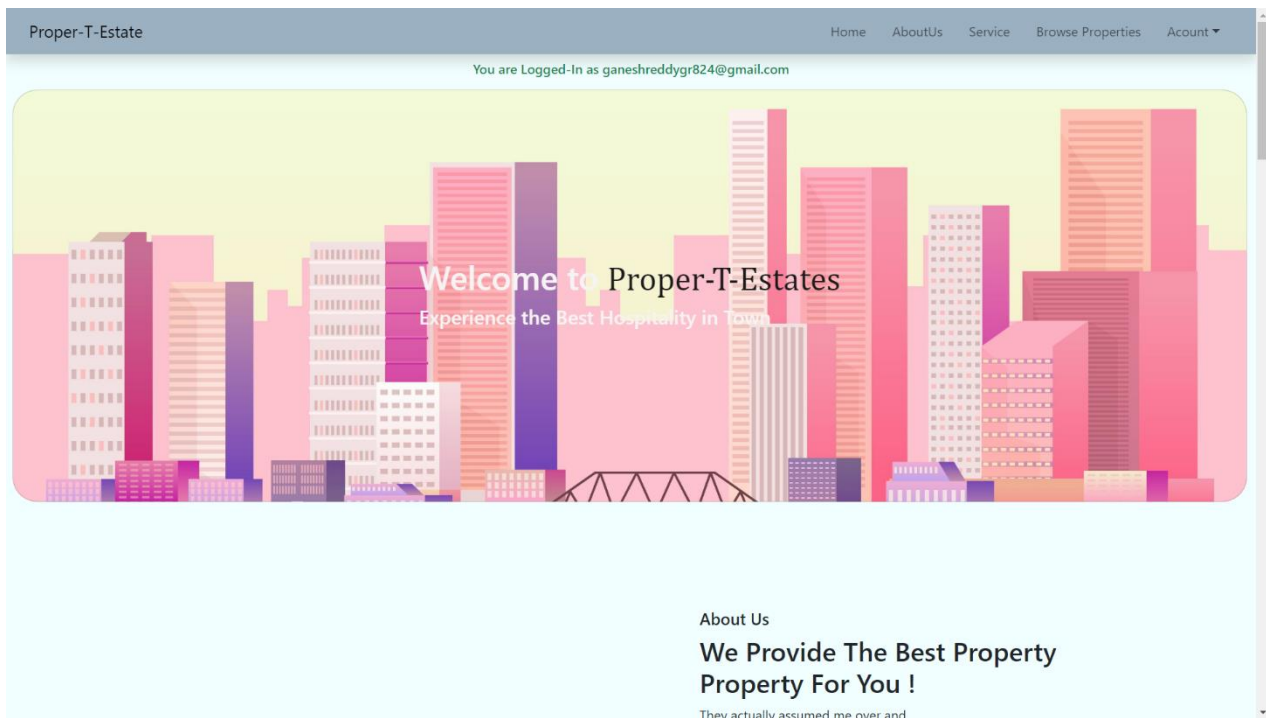 Proper-T-Estate
Home AboutUs Service Browse Properties Acount
You are Logged-In as ganeshreddygr824@gmail.com
Welcome to Proper-T-Estates
Experience the Best Hospitality in Town
About Us
We Provide The Best Property
Property For You !
They actually assumed me over and